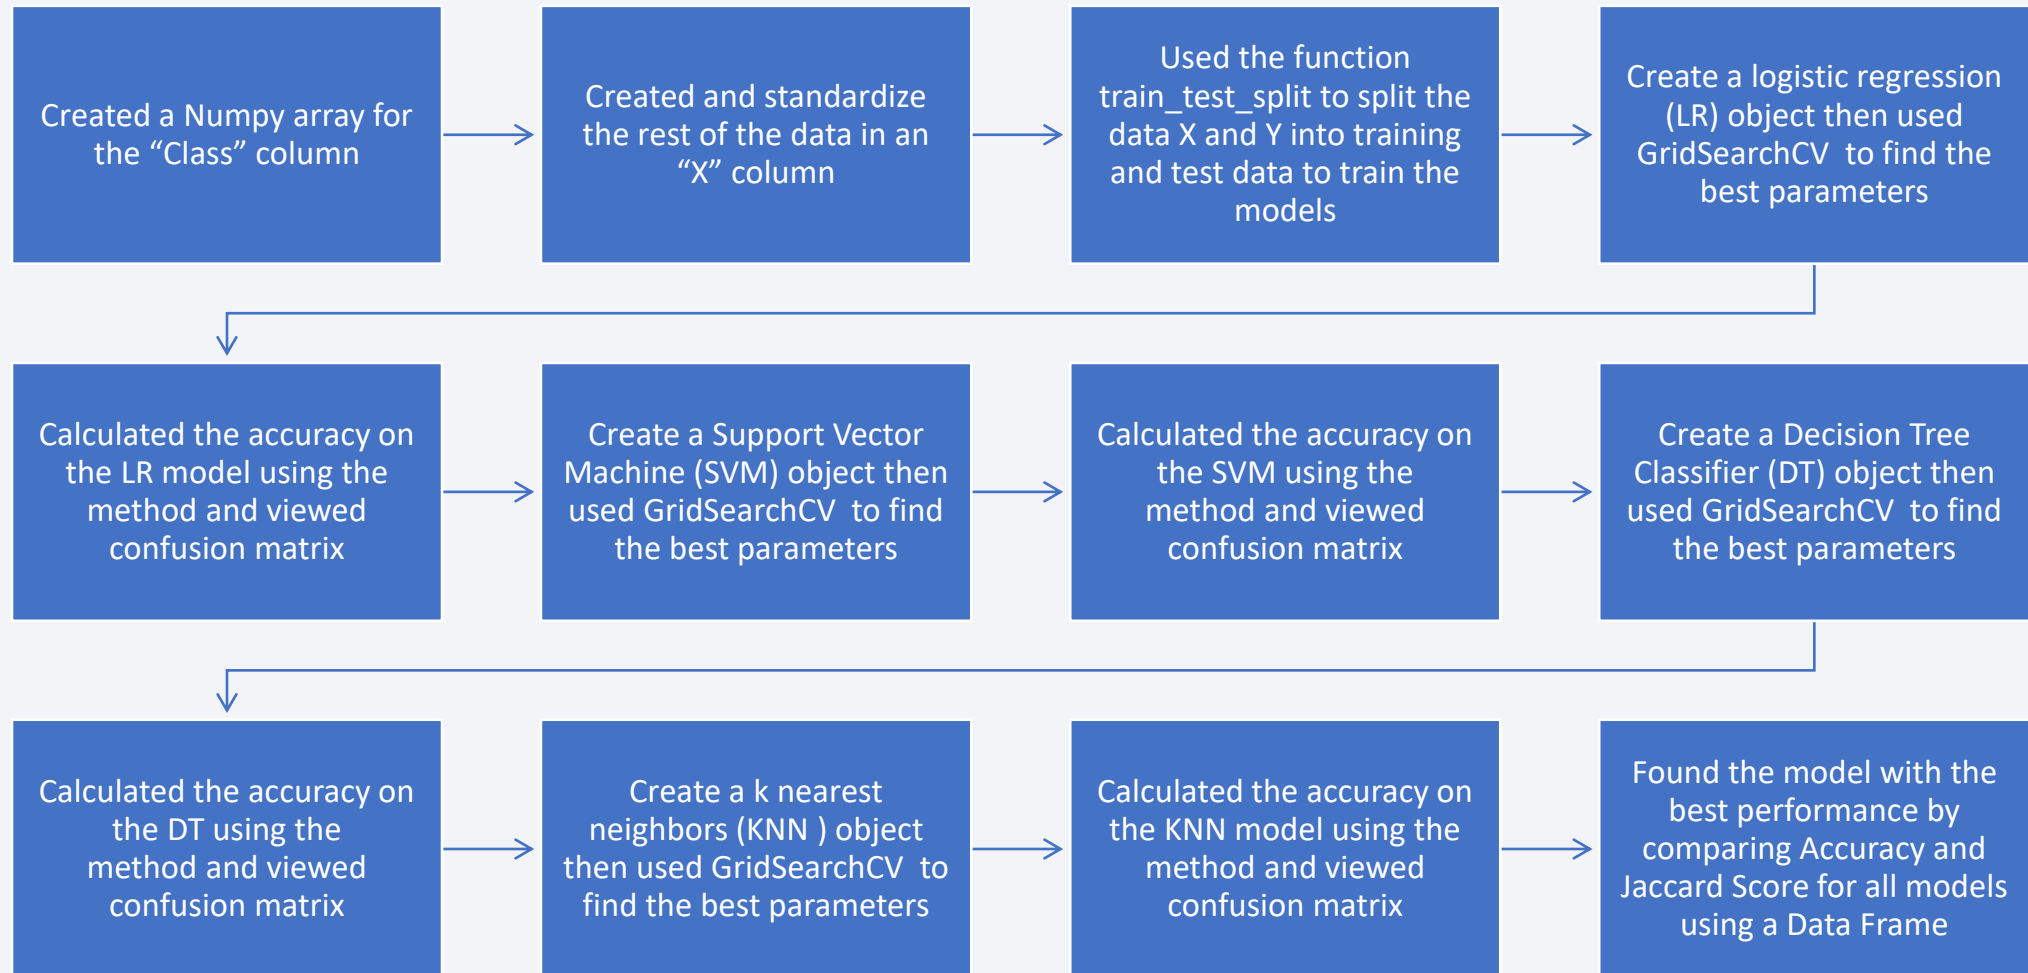 Created a Numpy array for
the “Class” column
Created and standardize
the rest of the data in an
“X” column
Used the function
train_test_split to split the
data X and Y into training
and test data to train the
models
Create a logistic regression
(LR) object then used
GridSearchCV  to find the
best parameters
Calculated the accuracy on
the LR model using the
method and viewed
confusion matrix
Create a Support Vector
Machine (SVM) object then
used GridSearchCV  to find
the best parameters
Calculated the accuracy on
the SVM using the
method and viewed
confusion matrix
Create a Decision Tree
Classifier (DT) object then
used GridSearchCV  to find
the best parameters
Calculated the accuracy on
the DT using the
method and viewed
confusion matrix
Create a k nearest
neighbors (KNN ) object
then used GridSearchCV  to
find the best parameters
Calculated the accuracy on
the KNN model using the
method and viewed
confusion matrix
Found the model with the
best performance by
comparing Accuracy and
Jaccard Score for all models
using a Data Frame